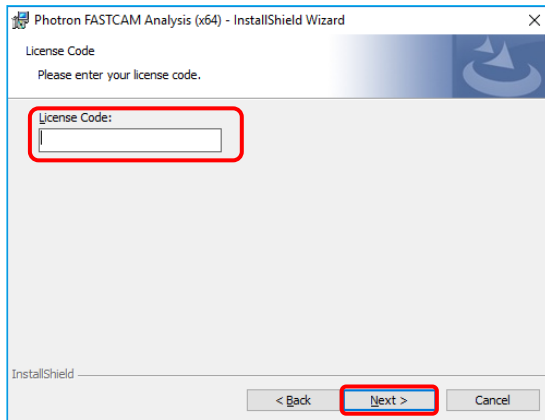 Photron FASTCAM Analysis (x64) - InstallShield Wizard
License Code
Please enter your license code.
License Code:
InstallShield
< Back
Next >
Cancel